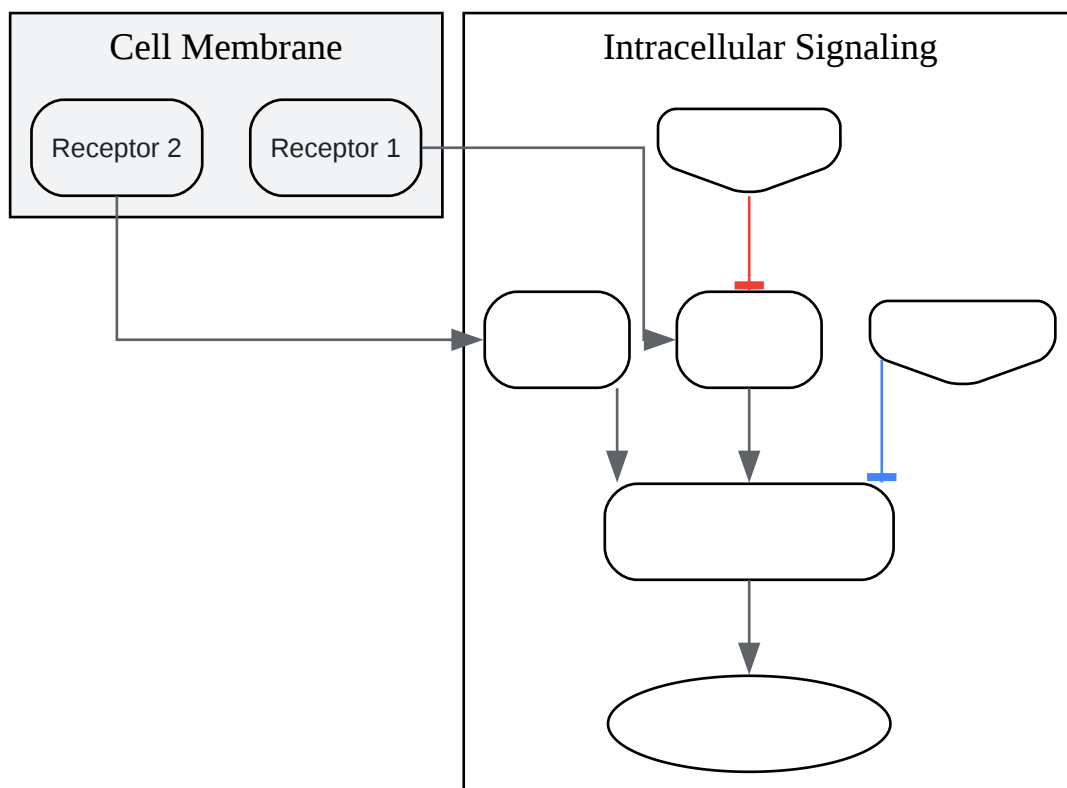 Cell Membrane
Intracellular Signaling
Receptor 2
Receptor 1